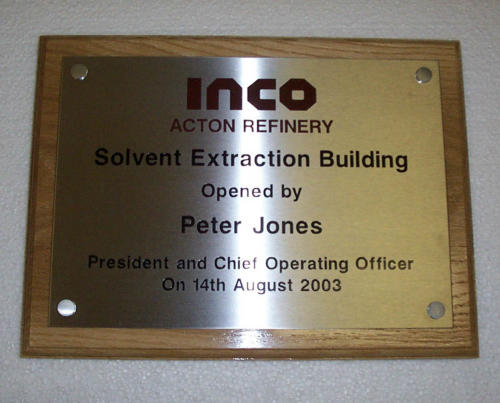 INCO
ACTON REFINERY
Solvent Extraction Building
Opened by
Peter Jones
President and Chief Operating Officer
On 14th August 2003